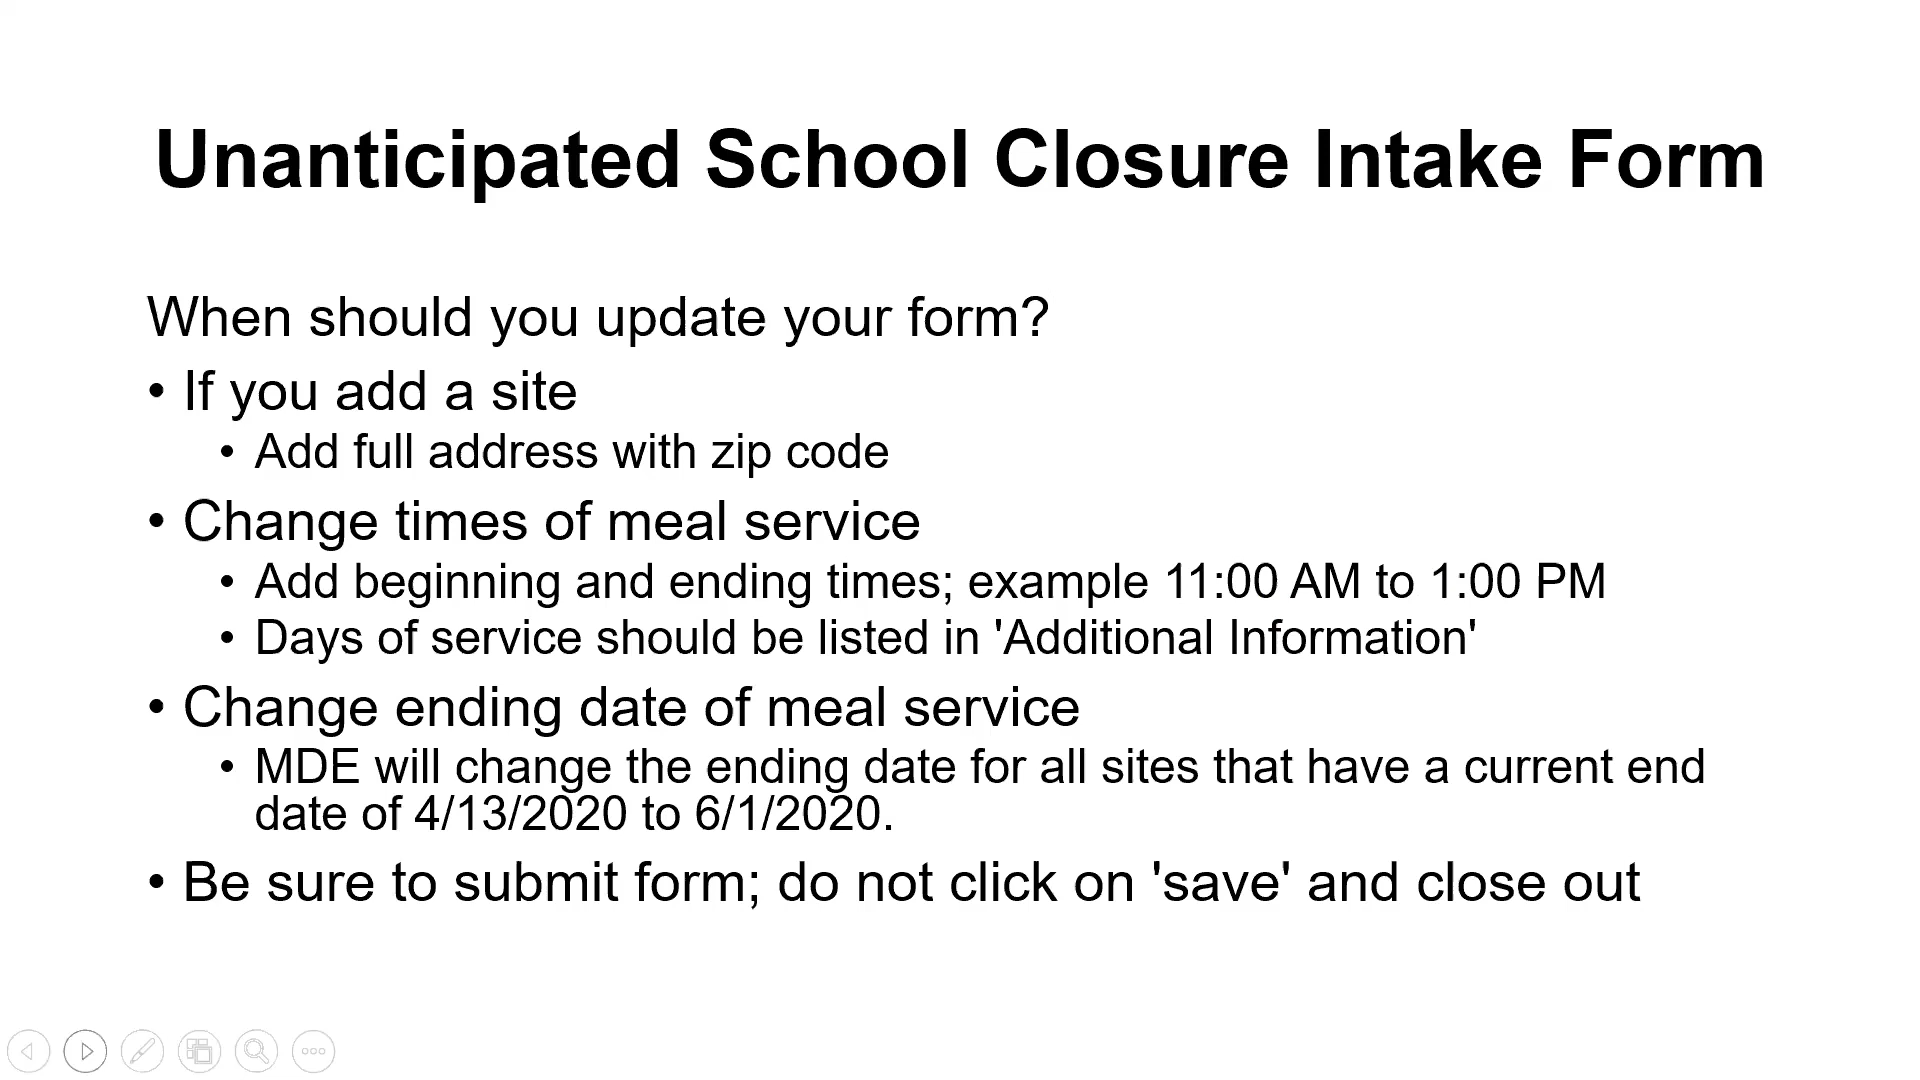 Unanticipated School Closure Intake Form
When should you update your form?
• If you add a site
• Add full address with zip code
• Change times of meal service
• Add beginning and ending times; example 11:00 AM to 1:00 PM
• Days of service should be listed in 'Additional Information'
• Change ending date of meal service
• MDE will change the ending date for all sites that have a current end
date of 4/13/2020 to 6/1/2020.
• Be sure to submit form; do not click on 'save' and close out